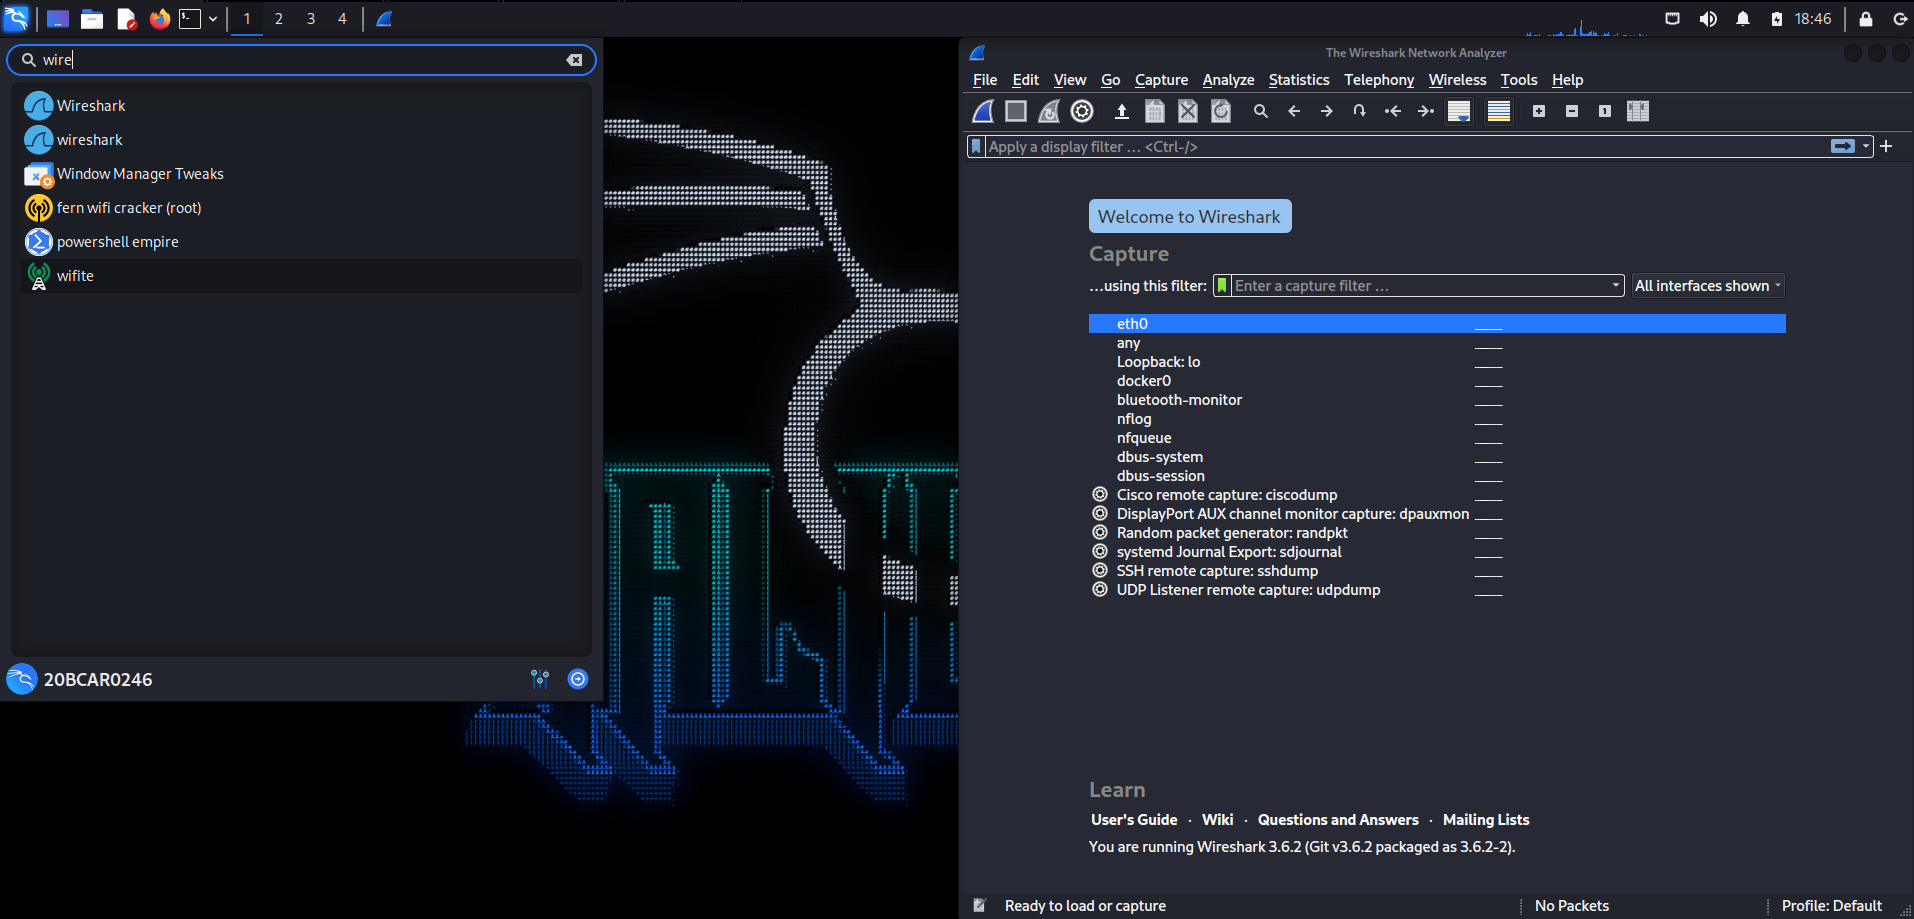 1 2 3 4
18:46
wire
Wireshark
wireshark
Window Manager Tweaks
fern wifi cracker (root)
powershell empire
wifite
20BCAR0246
The Wireshark Network Analyzer
File Edit View Go Capture Analyze Statistics Telephony Wireless Tools Help
Apply a display filter ... <Ctrl-/>
Welcome to Wireshark
Capture
...using this filter: Enter a capture filter ... All interfaces shown
eth0
any
Loopback: lo
docker0
bluetooth-monitor
nflog
nfqueue
dbus-system
dbus-session
Cisco remote capture: ciscodump
DisplayPort AUX channel monitor capture: dpauxmon
Random packet generator: randpkt
systemd Journal Export: sdjournal
SSH remote capture: sshdump
UDP Listener remote capture: udpdump
Learn
User's Guide · Wiki · Questions and Answers · Mailing Lists
You are running Wireshark 3.6.2 (Git v3.6.2 packaged as 3.6.2-2).
Ready to load or capture
No Packets
Profile: Default